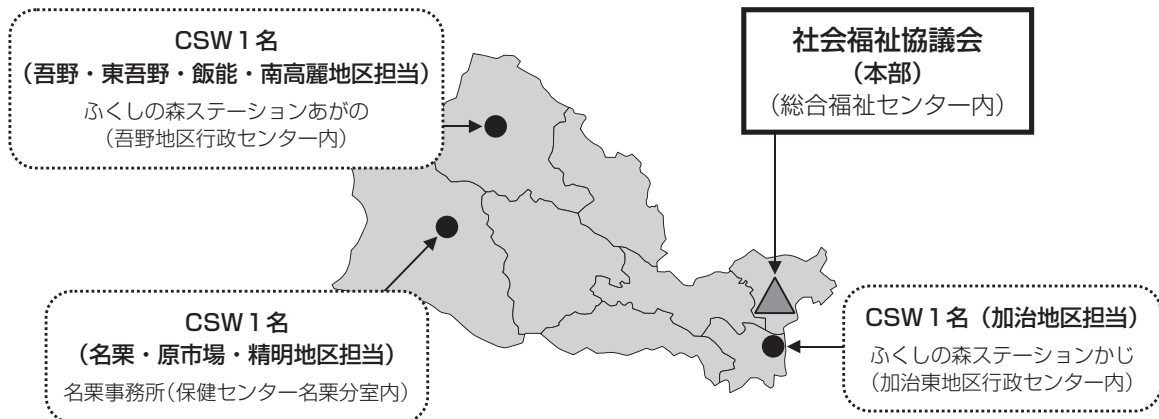 CSW1名
(吾野・東吾野・飯能・南高麗地区担当)
ふくしの森ステーションあがの
(吾野地区行政センター内)
社会福祉協議会
(本部)
(総合福祉センター内)
CSW1名
(名栗・原市場・精明地区担当)
名栗事務所(保健センター名栗分室内)
CSW1名(加治地区担当)
ふくしの森ステーションかじ
(加治東地区行政センター内)